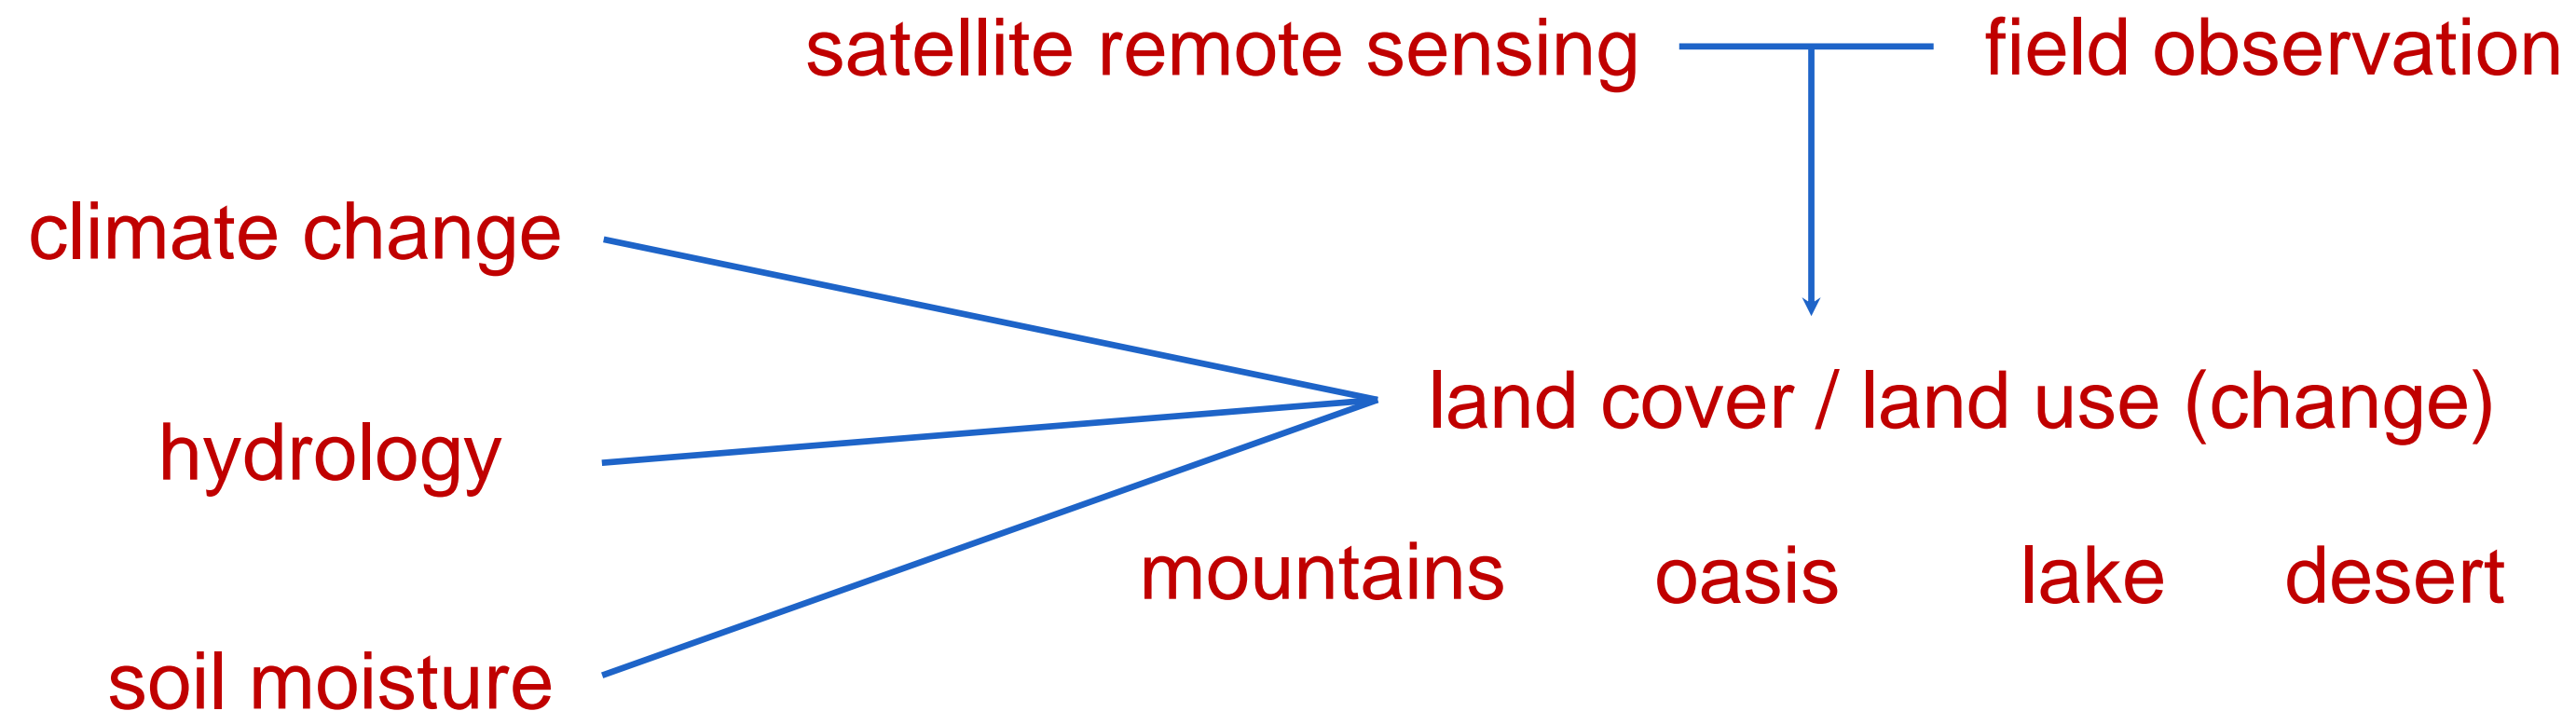 satellite remote sensing field observation
climate change
land cover / land use (change)
hydrology
mountains oasis lake desert
soil moisture